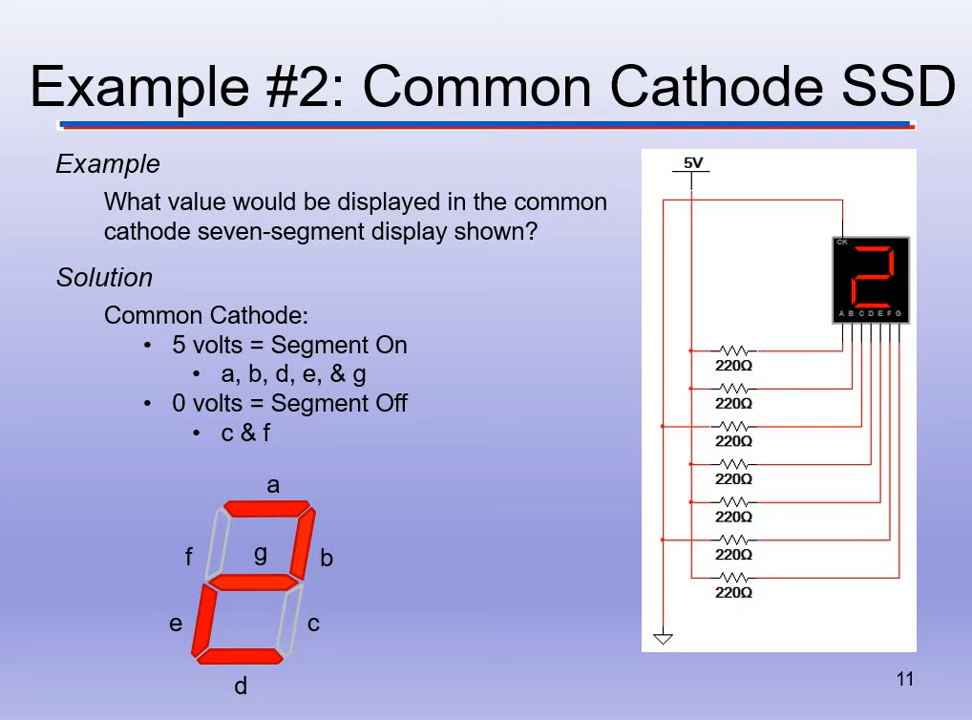 Example #2: Common Cathode SSD
Example
What value would be displayed in the common
cathode seven-segment display shown?
Solution
Common Cathode:
• 5 volts = Segment On
• a, b, d, e, & g
• 0 volts = Segment Off
• c & f
a
f
g
b
e
c
d
5V
CK
A B C D E F G
220Ω
220Ω
220Ω
220Ω
220Ω
220Ω
220Ω
11